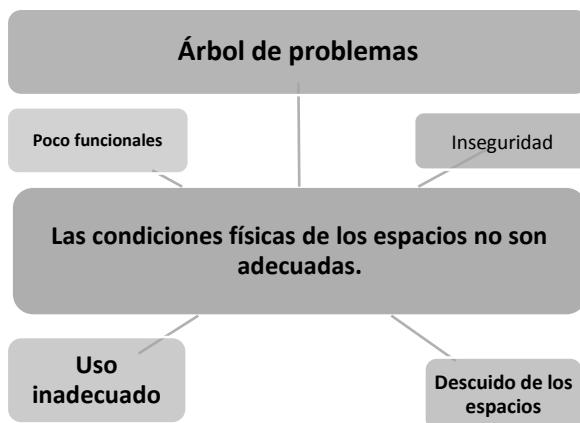 Árbol de problemas
Poco funcionales
Inseguridad
Las condiciones físicas de los espacios no son
adecuadas.
Uso
inadecuado
Descuido de los
espacios